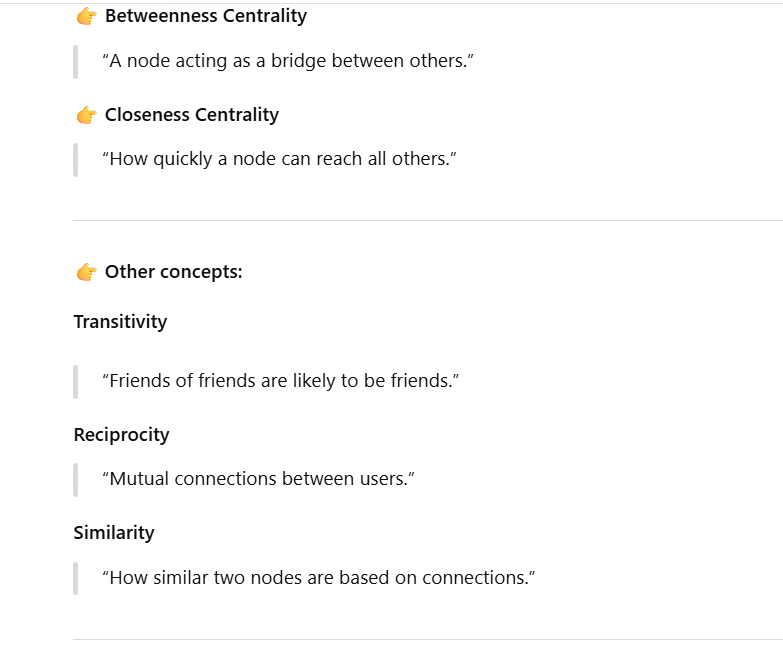 👉 Betweenness Centrality
“A node acting as a bridge between others.”
👉 Closeness Centrality
“How quickly a node can reach all others.”
👉 Other concepts:
Transitivity
“Friends of friends are likely to be friends.”
Reciprocity
“Mutual connections between users.”
Similarity
“How similar two nodes are based on connections.”